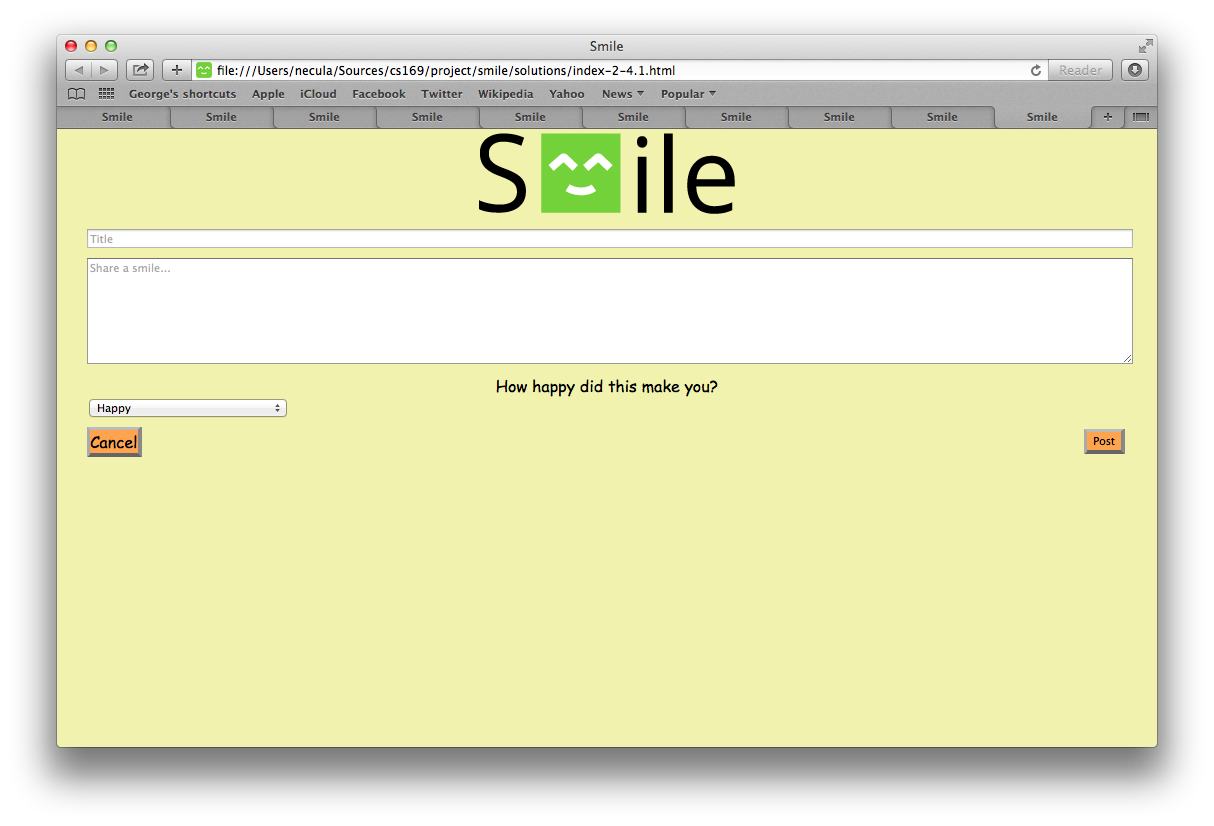 Smile
file:///Users/necula/Sources/cs169/project/smile/solutions/index-2-4.1.html Reader
George's shortcuts Apple iCloud Facebook Twitter Wikipedia Yahoo News Popular
Smile Smile Smile Smile Smile Smile Smile Smile Smile Smile
Smile
Title
Share a smile...
How happy did this make you?
Happy
Cancel Post